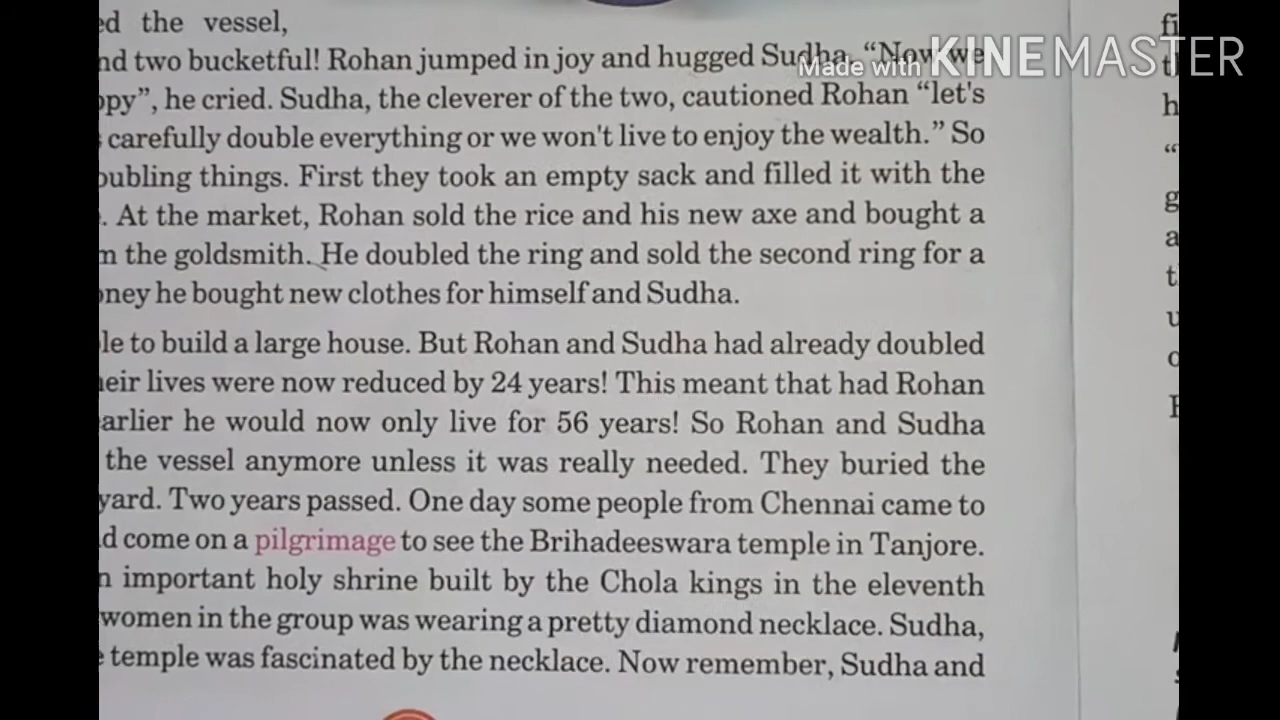 ed the vessel,
nd two bucketful! Rohan jumped in joy and hugged Sudha. “Now we
ppy”, he cried. Sudha, the cleverer of the two, cautioned Rohan “let's
carefully double everything or we won't live to enjoy the wealth.” So
oubling things. First they took an empty sack and filled it with the
. At the market, Rohan sold the rice and his new axe and bought a
m the goldsmith. He doubled the ring and sold the second ring for a
oney he bought new clothes for himself and Sudha.
le to build a large house. But Rohan and Sudha had already doubled
heir lives were now reduced by 24 years! This meant that had Rohan
earlier he would now only live for 56 years! So Rohan and Sudha
the vessel anymore unless it was really needed. They buried the
yard. Two years passed. One day some people from Chennai came to
d come on a pilgrimage to see the Brihadeeswara temple in Tanjore.
n important holy shrine built by the Chola kings in the eleventh
women in the group was wearing a pretty diamond necklace. Sudha,
e temple was fascinated by the necklace. Now remember, Sudha and
Made with KINEMASTER